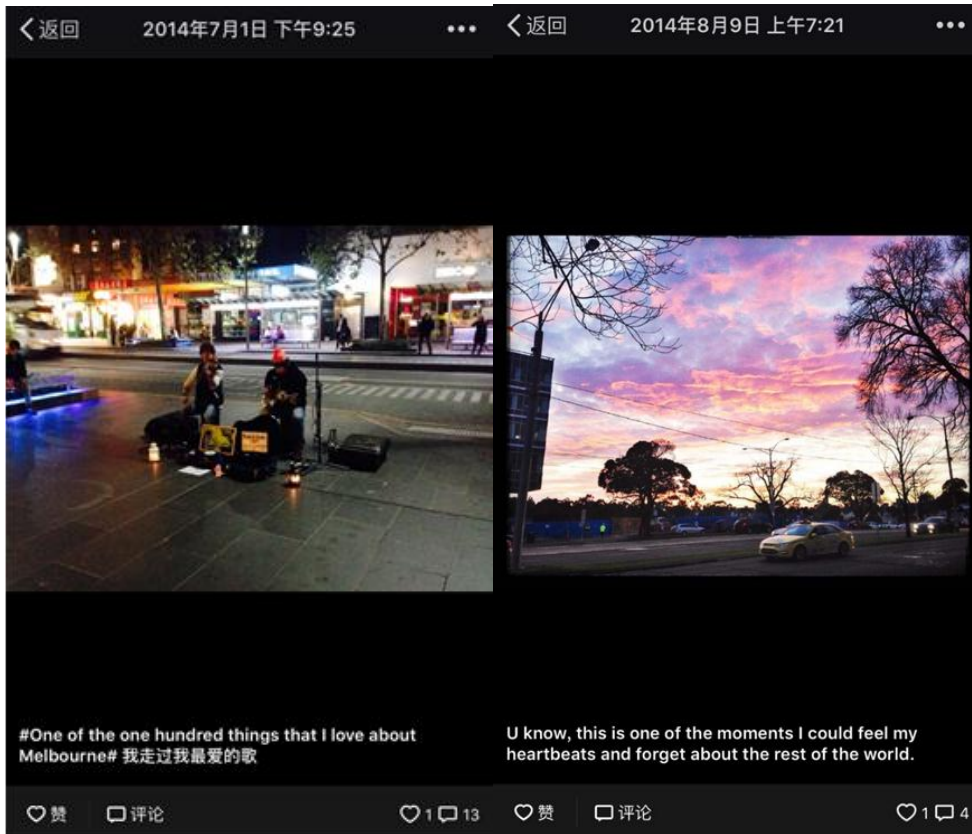 返回
2014年7月1日 下午9:25
#One of the one hundred things that I love about
Melbourne# 我走过我最爱的歌
赞
评论
1
13
返回
2014年8月9日 上午7:21
U know, this is one of the moments I could feel my
heartbeats and forget about the rest of the world.
赞
评论
1
4